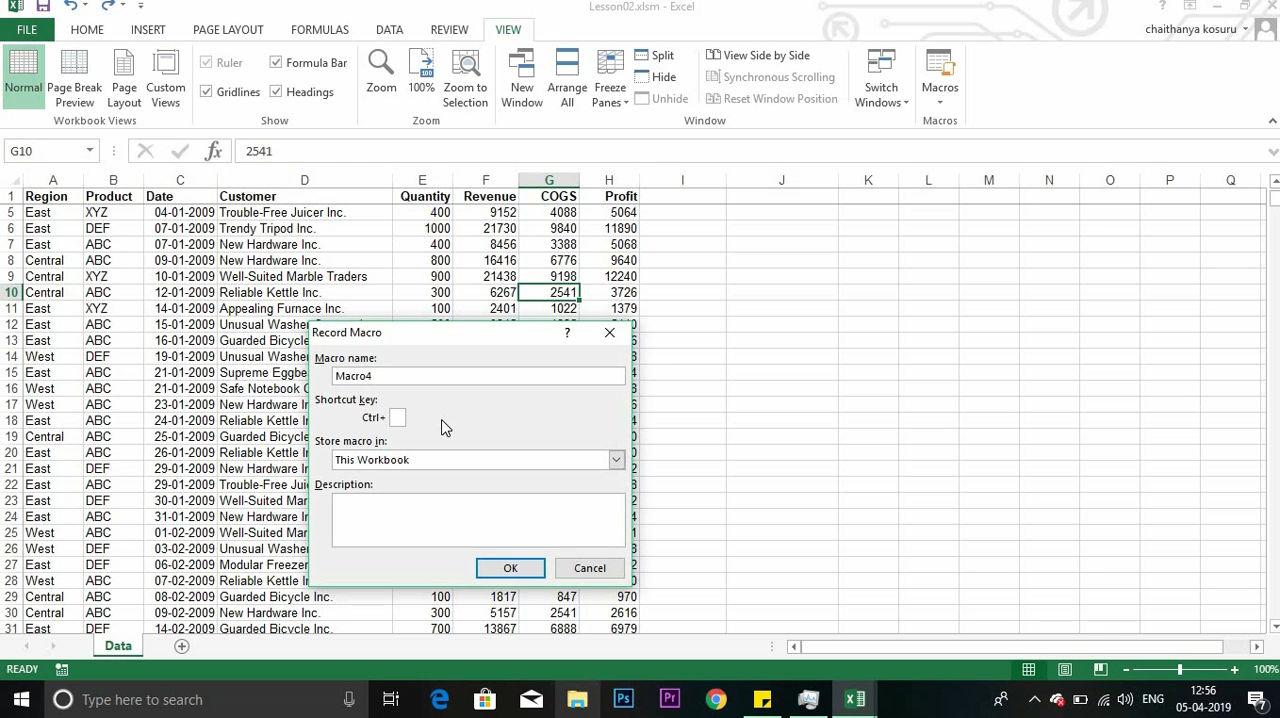 Lesson02.xlsm - Excel
FILE HOME INSERT PAGE LAYOUT FORMULAS DATA REVIEW VIEW chaithanya kosuru
Normal Page Break Preview Page Layout Custom Views
Workbook Views
Ruler Formula Bar
Gridlines Headings
Show
Zoom 100% Zoom to Selection
Zoom
New Window Arrange All Freeze Panes
Split
Hide
Unhide
View Side by Side
Synchronous Scrolling
Reset Window Position
Switch Windows
Window
Macros
Macros
G10 fx 2541
A B C D E F G H I J K L M N O P Q
1 Region Product Date Customer Quantity Revenue COGS Profit
5 East XYZ 04-01-2009 Trouble-Free Juicer Inc. 400 9152 4088 5064
6 East DEF 07-01-2009 Trendy Tripod Inc. 1000 21730 9840 11890
7 East ABC 07-01-2009 New Hardware Inc. 400 8456 3388 5068
8 Central ABC 09-01-2009 New Hardware Inc. 800 16416 6776 9640
9 Central XYZ 10-01-2009 Well-Suited Marble Traders 900 21438 9198 12240
10 Central ABC 12-01-2009 Reliable Kettle Inc. 300 6267 2541 3726
11 East XYZ 14-01-2009 Appealing Furnace Inc. 100 2401 1022 1379
12 East ABC 15-01-2009 Unusual Washer
13 East ABC 16-01-2009 Guarded Bicycle
14 West DEF 19-01-2009 Unusual Washer
15 East ABC 21-01-2009 Supreme Eggbe
16 West ABC 21-01-2009 Safe Notebook C
17 West ABC 23-01-2009 New Hardware In
18 East ABC 24-01-2009 Reliable Kettle In
19 Central ABC 25-01-2009 Guarded Bicycle
20 East ABC 26-01-2009 Reliable Kettle In
21 East DEF 29-01-2009 New Hardware In
22 East ABC 29-01-2009 Trouble-Free Jui
23 East DEF 30-01-2009 Well-Suited Mar
24 East ABC 31-01-2009 New Hardware In
25 West ABC 01-02-2009 Well-Suited Mar
26 West DEF 03-02-2009 Unusual Washer
27 East DEF 06-02-2009 Modular Freezer
28 West ABC 07-02-2009 Reliable Kettle In
29 Central ABC 08-02-2009 Guarded Bicycle Inc. 100 1817 847 970
30 Central ABC 09-02-2009 New Hardware Inc. 300 5157 2541 2616
31 East DEF 14-02-2009 Guarded Bicycle Inc. 700 13867 6888 6979
Record Macro ?
Macro name:
Macro4
Shortcut key:
Ctrl+
Store macro in:
This Workbook
Description:
OK Cancel
Data
READY 100%
Type here to search
ENG 12:56
05-04-2019